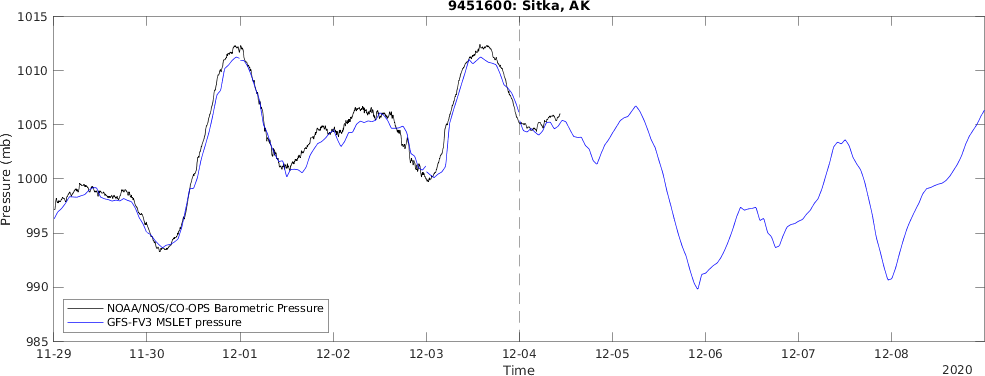 9451600: Sitka, AK
Pressure (mb)
1015
1010
1005
1000
995
990
985
NOAA/NOS/CO-OPS Barometric Pressure
GFS-FV3 MSLET pressure
11-29 11-30 12-01 12-02 12-03 12-04 12-05 12-06 12-07 12-08
Time
2020